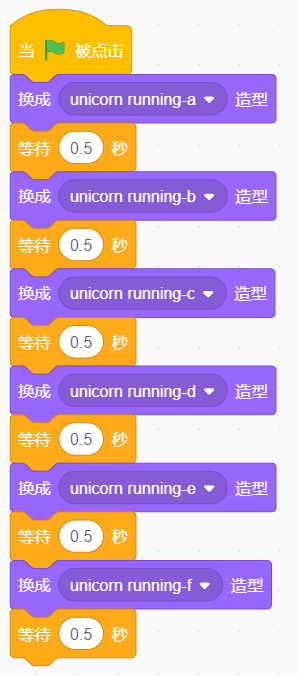 当 被点击
换成 unicorn running-a 造型
等待 0.5 秒
换成 unicorn running-b 造型
等待 0.5 秒
换成 unicorn running-c 造型
等待 0.5 秒
换成 unicorn running-d 造型
等待 0.5 秒
换成 unicorn running-e 造型
等待 0.5 秒
换成 unicorn running-f 造型
等待 0.5 秒